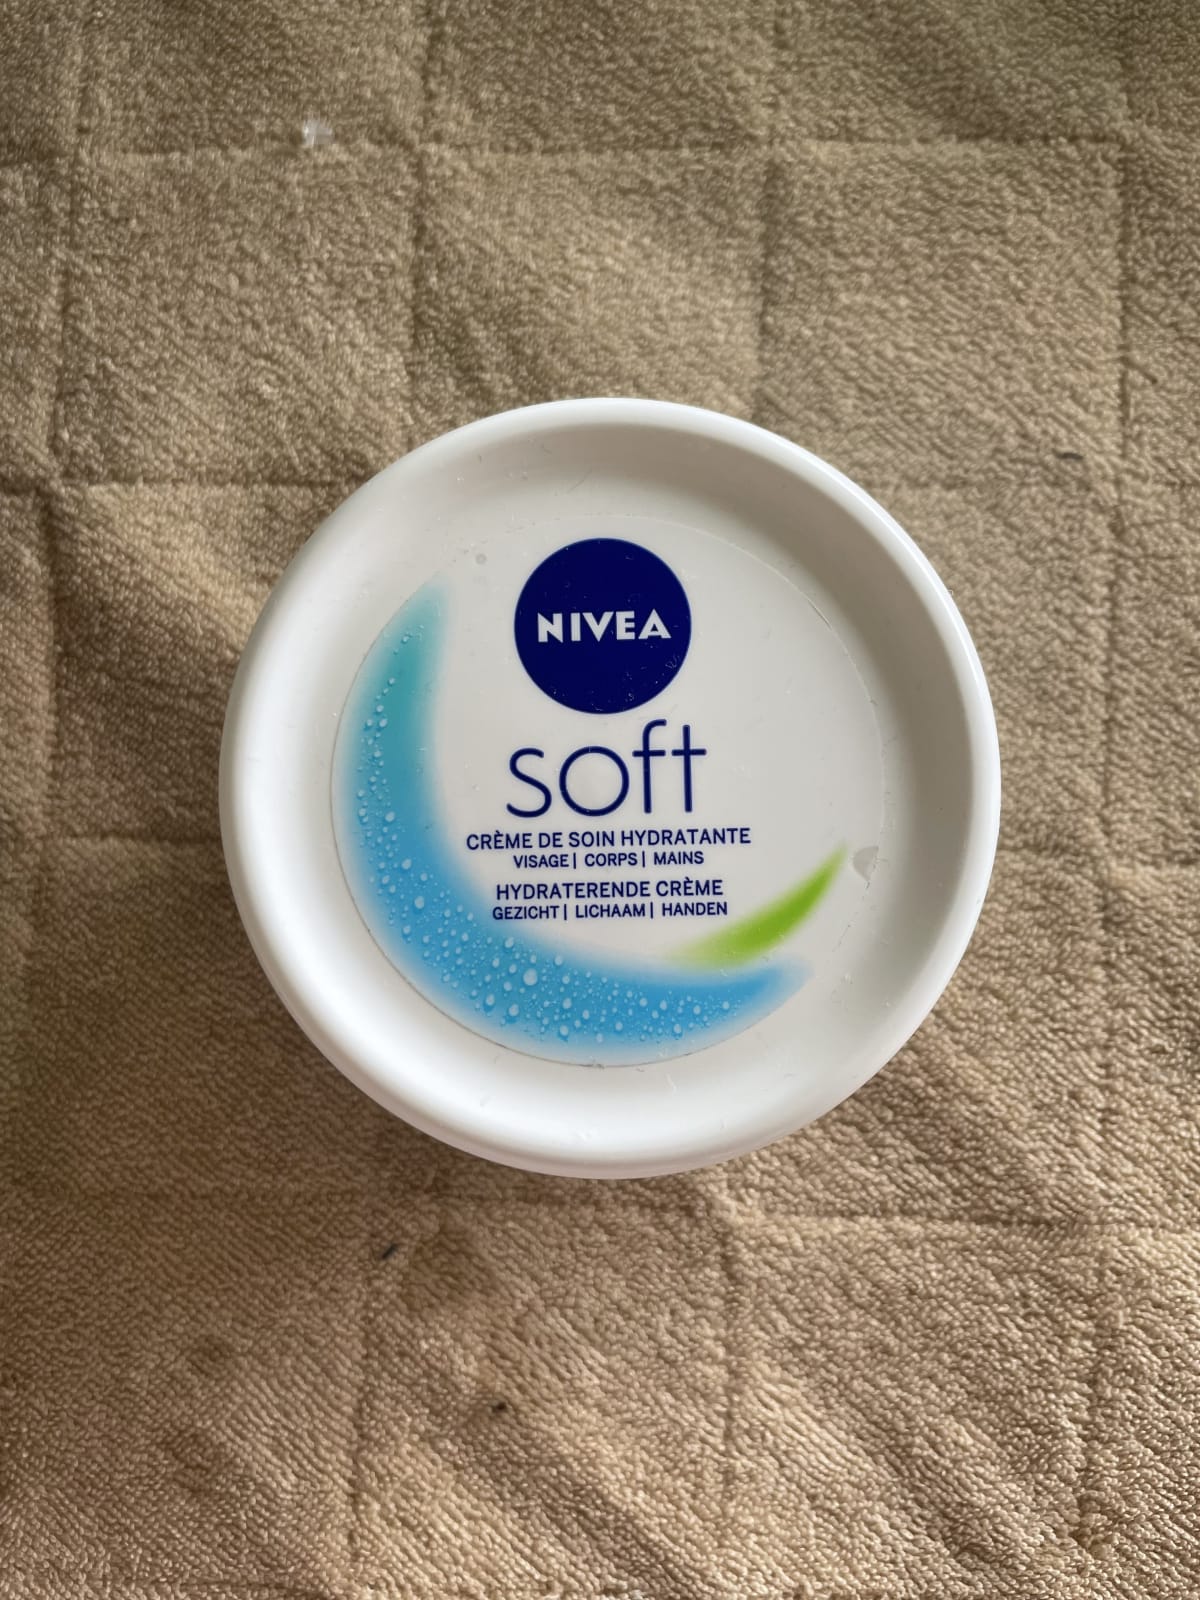 NIVEA
soft
CRÈME DE SOIN HYDRATANTE
VISAGE | CORPS | MAINS
HYDRATERENDE CRÈME
GEZICHT | LICHAAM | HANDEN